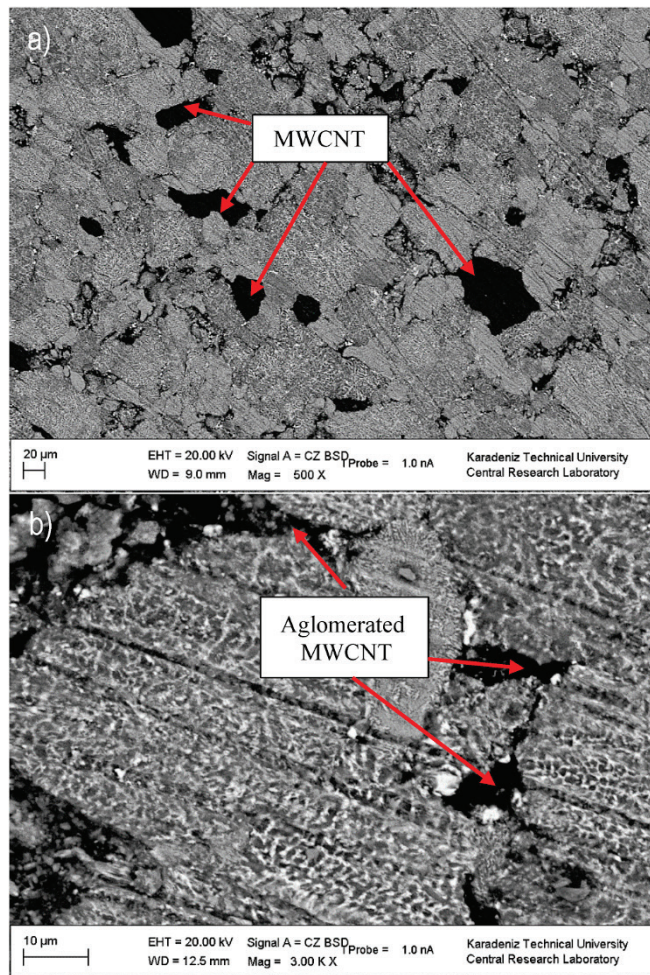 a)
MWCNT
20 µm
EHT = 20.00 kV Signal A = CZ BSD TProbe = 1.0 nA Karadeniz Technical University
WD = 9.0 mm Mag = 500 X Central Research Laboratory
b)
Aglomerated
MWCNT
10 µm
EHT = 20.00 kV Signal A = CZ BSD TProbe = 1.0 nA Karadeniz Technical University
WD = 12.5 mm Mag = 3.00 K X Central Research Laboratory